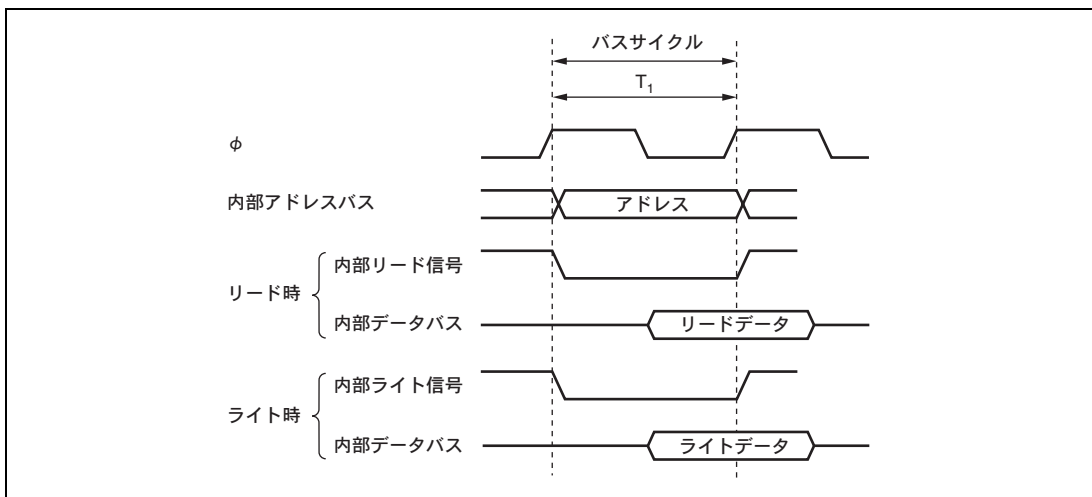 バスサイクル
T1
φ
内部アドレスバス
アドレス
リード時
内部リード信号
内部データバス
リードデータ
ライト時
内部ライト信号
内部データバス
ライトデータ